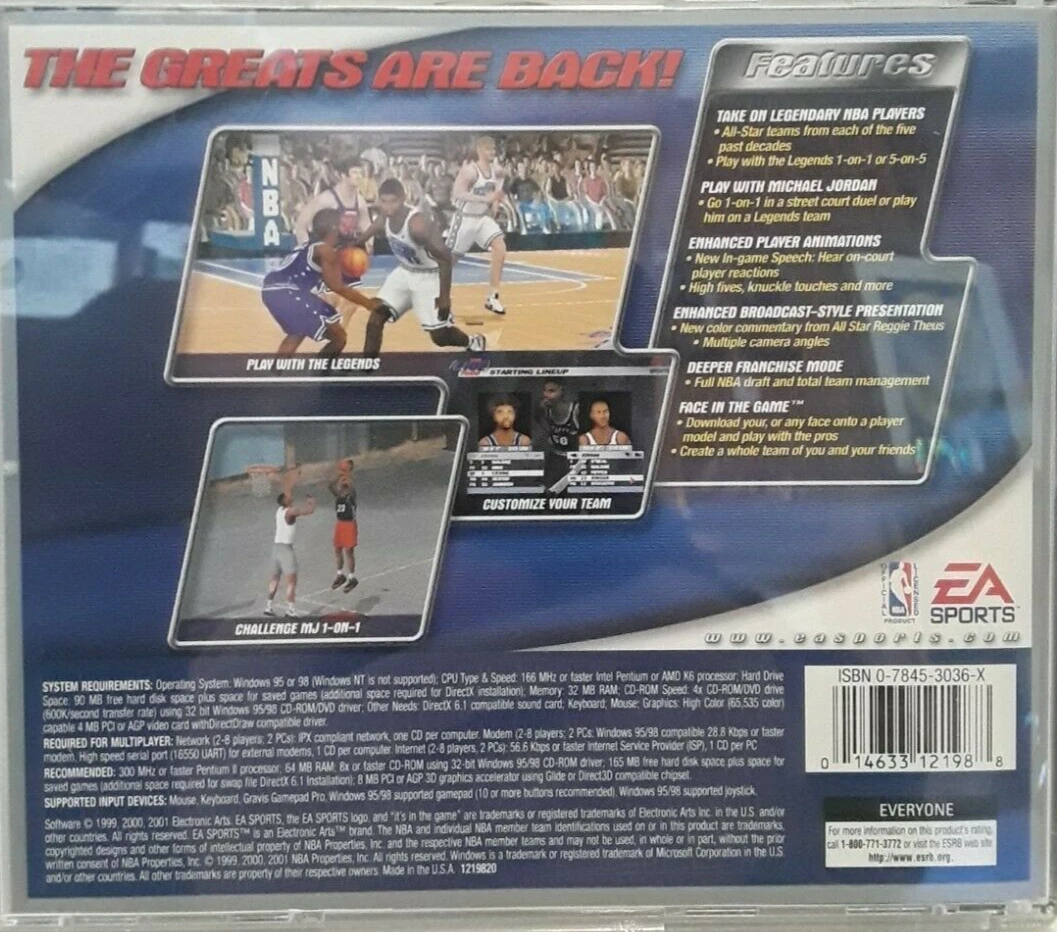 THE GREATS ARE BACK!
Features
TAKE ON LEGENDARY NBA PLAYERS
• All-Star teams from each of the five
past decades
• Play with the Legends 1-on-1 or 5-on-5
PLAY WITH MICHAEL JORDAN
• Go 1-on-1 in a street court duel or play
him on a Legends team
ENHANCED PLAYER ANIMATIONS
• New In-game Speech: Hear on-court
player reactions
• High fives, knuckle touches and more
ENHANCED BROADCAST-STYLE PRESENTATION
• New color commentary from All Star Reggie Theus
• Multiple camera angles
DEEPER FRANCHISE MODE
• Full NBA draft and total team management
FACE IN THE GAME™
• Download your, or any face onto a player
model and play with the pros
• Create a whole team of you and your friends
NBA
PLAY WITH THE LEGENDS
STARTING LINEUP
50
CUSTOMIZE YOUR TEAM
23
CHALLENGE MJ 1-ON-1
OFFICIAL LICENSED
NBA
PRODUCT
EA
SPORTS™
www.easports.com
SYSTEM REQUIREMENTS: Operating System: Windows 95 or 98 (Windows NT is not supported); CPU Type & Speed: 166 MHz or faster Intel Pentium or AMD K6 processor; Hard Drive
Space: 90 MB free hard disk space plus space for saved games (additional space required for DirectX installation); Memory: 32 MB RAM; CD-ROM Speed: 4x CD-ROM/DVD drive
(600K/second transfer rate) using 32 bit Windows 95/98 CD-ROM/DVD driver; Other Needs: DirectX 6.1 compatible sound card; Keyboard, Mouse; Graphics: High Color (65,535 color)
capable 4 MB PCI or AGP video card withDirectDraw compatible driver.
REQUIRED FOR MULTIPLAYER: Network (2-8 players; 2 PCs): IPX compliant network, one CD per computer. Modem (2-8 players; 2 PCs: Windows 95/98 compatible 28.8 Kbps or faster
modem. High speed serial port (16550 UART) for external modems, 1 CD per computer. Internet (2-8 players, 2 PCs): 56.6 Kbps or faster Internet Service Provider (ISP), 1 CD per PC
RECOMMENDED: 300 MHz or faster Pentium II processor; 64 MB RAM; 8x or faster CD-ROM using 32-bit Windows 95/98 CD-ROM driver; 165 MB free hard disk space plus space for
saved games (additional space required for swap file DirectX 6.1 Installation); 8 MB PCI or AGP 3D graphics accelerator using Glide or Direct3D compatible chipset.
SUPPORTED INPUT DEVICES: Mouse, Keyboard, Gravis Gamepad Pro, Windows 95/98 supported gamepad (10 or more buttons recommended), Windows 95/98 supported joystick.
Software © 1999, 2000, 2001 Electronic Arts. EA SPORTS, the EA SPORTS logo, and "it's in the game" are trademarks or registered trademarks of Electronic Arts Inc. in the U.S. and/or
other countries. All rights reserved. EA SPORTS™ is an Electronic Arts™ brand. The NBA and individual NBA member team identifications used on or in this product are trademarks,
copyrighted designs and other forms of intellectual property of NBA Properties, Inc. and the respective NBA member teams and may not be used, in whole or in part, without the prior
written consent of NBA Properties, Inc. © 1999, 2000, 2001 NBA Properties, Inc. All rights reserved. Windows is a trademark or registered trademark of Microsoft Corporation in the U.S.
and/or other countries. All other trademarks are property of their respective owners. Made in the U.S.A. 1219820
ISBN 0-7845-3036-X
0 14633 12198 8
EVERYONE
For more information on this product's rating,
call 1-800-771-3772 or visit the ESRB web site
http://www.esrb.org.